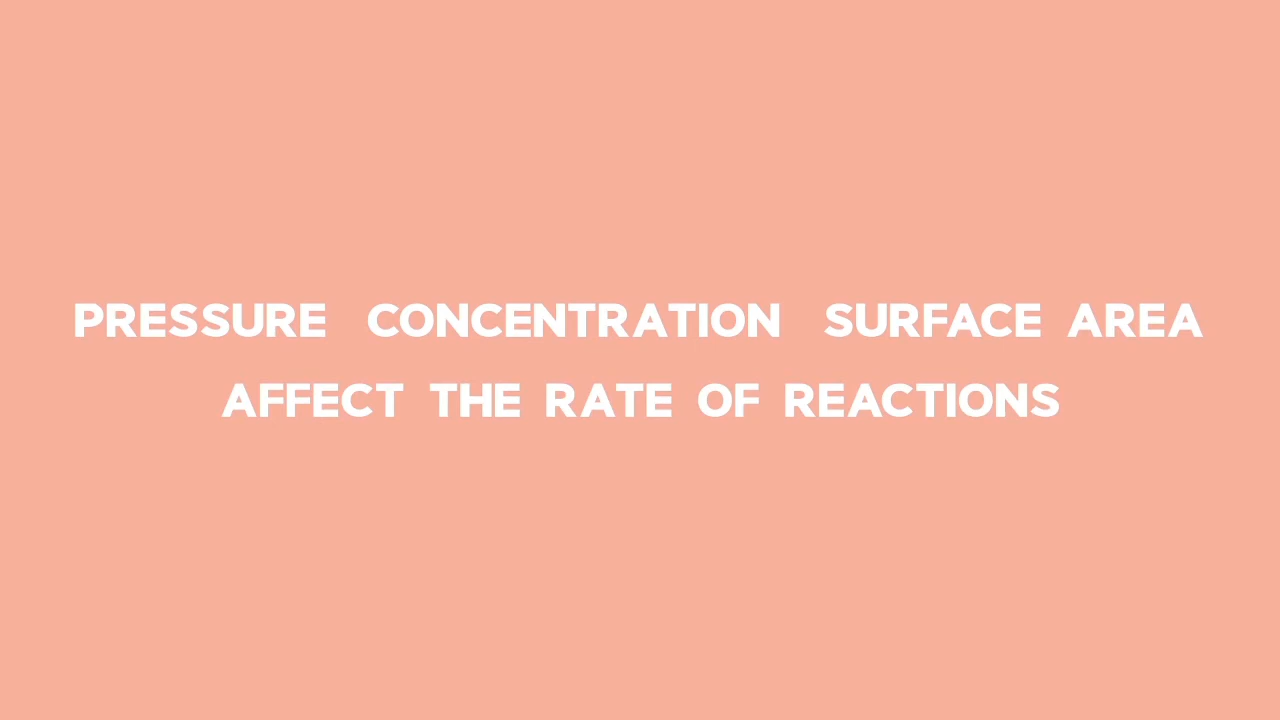 PRESSURE CONCENTRATION SURFACE AREA
AFFECT THE RATE OF REACTIONS